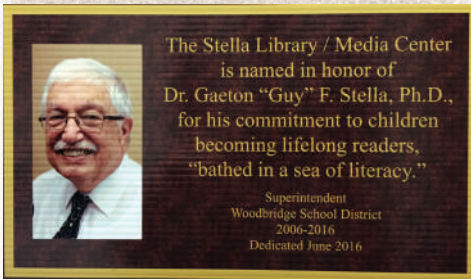 The Stella Library / Media Center
is named in honor of
Dr. Gaeton “Guy” F. Stella, Ph.D.,
for his commitment to children
becoming lifelong readers,
“bathed in a sea of literacy.”
Superintendent
Woodbridge School District
2006-2016
Dedicated June 2016